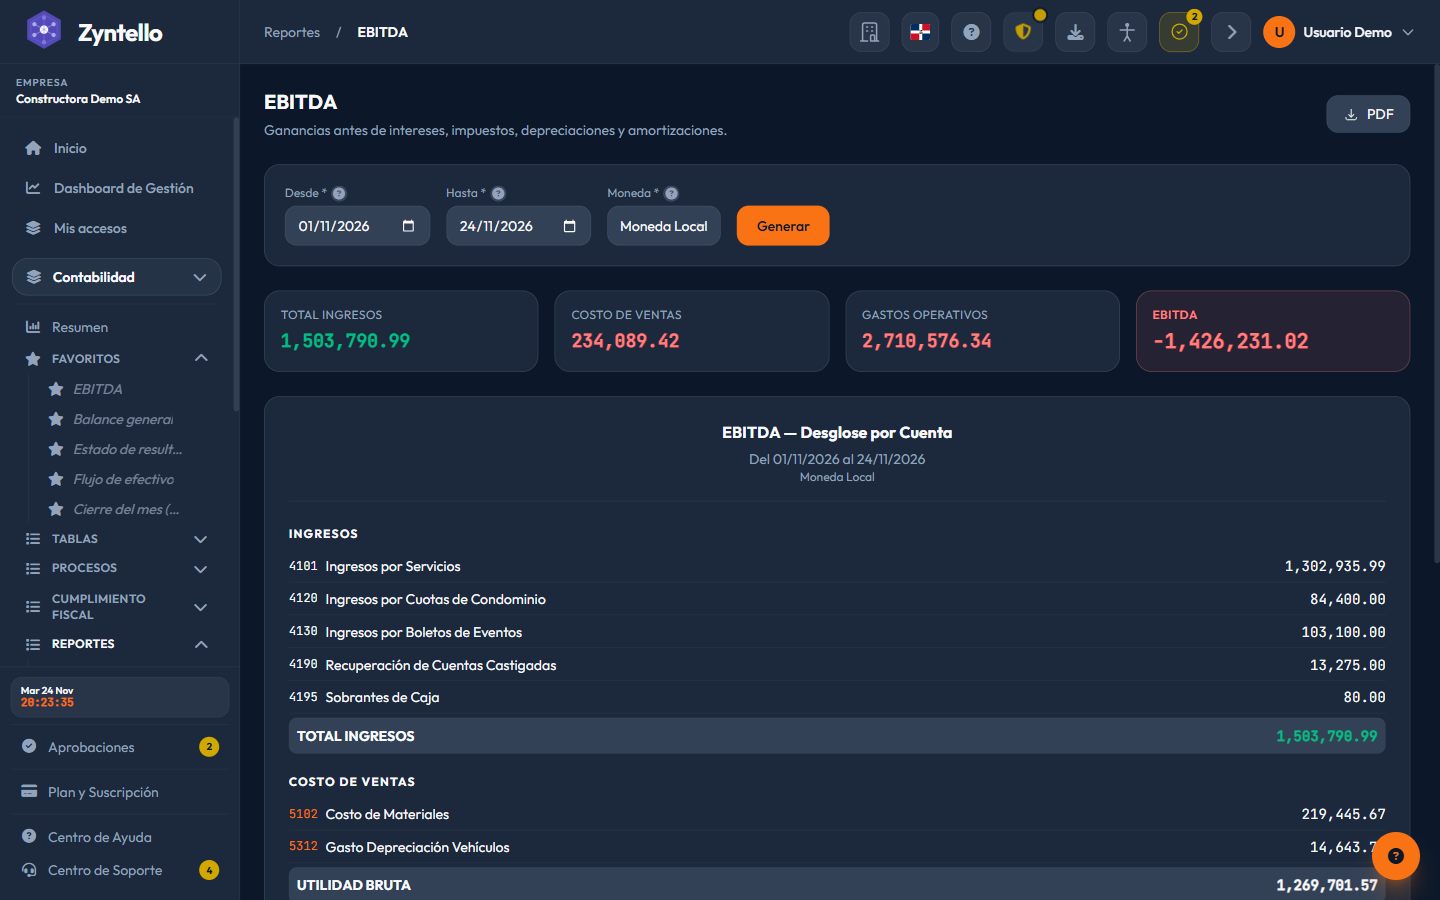 Zyntello
Reportes / EBITDA
2
U Usuario Demo
EMPRESA
Constructora Demo SA
Inicio
Dashboard de Gestión
Mis accesos
Contabilidad
Resumen
FAVORITOS
EBITDA
Balance general
Estado de result...
Flujo de efectivo
Cierre del mes (...
TABLAS
PROCESOS
CUMPLIMIENTO
FISCAL
REPORTES
Mar 24 Nov
20:23:35
Aprobaciones 2
Plan y Suscripción
Centro de Ayuda
Centro de Soporte 4
EBITDA
Ganancias antes de intereses, impuestos, depreciaciones y amortizaciones.
PDF
Desde * ? Hasta * ? Moneda * ?
01/11/2026 24/11/2026 Moneda Local Generar
TOTAL INGRESOS
1,503,790.99
COSTO DE VENTAS
234,089.42
GASTOS OPERATIVOS
2,710,576.34
EBITDA
-1,426,231.02
EBITDA — Desglose por Cuenta
Del 01/11/2026 al 24/11/2026
Moneda Local
INGRESOS
4101 Ingresos por Servicios 1,302,935.99
4120 Ingresos por Cuotas de Condominio 84,400.00
4130 Ingresos por Boletos de Eventos 103,100.00
4190 Recuperación de Cuentas Castigadas 13,275.00
4195 Sobrantes de Caja 80.00
TOTAL INGRESOS 1,503,790.99
COSTO DE VENTAS
5102 Costo de Materiales 219,445.67
5312 Gasto Depreciación Vehículos
UTILIDAD BRUTA 1,269,701.57